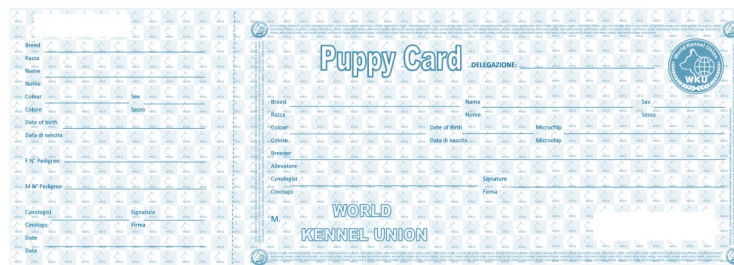 Breed
Razza
Name
Nome
Colour Sex
Colore Sesso
Date of birth
Data di nascita
F N° Pedigree:
M N° Pedigree:
Cynologist Signature
Cinologo Firma
Date
Data
Puppy Card DELEGAZIONE:
World Kennel Union
WKU
Breed Name Sex
Razza Nome Sesso
Colour Date of Birth Microchip
Colore Data di nascita Microchip
Breeder
Allevatore
Cynologist Signature
Cinologo Firma
M.
WORLD
KENNEL UNION